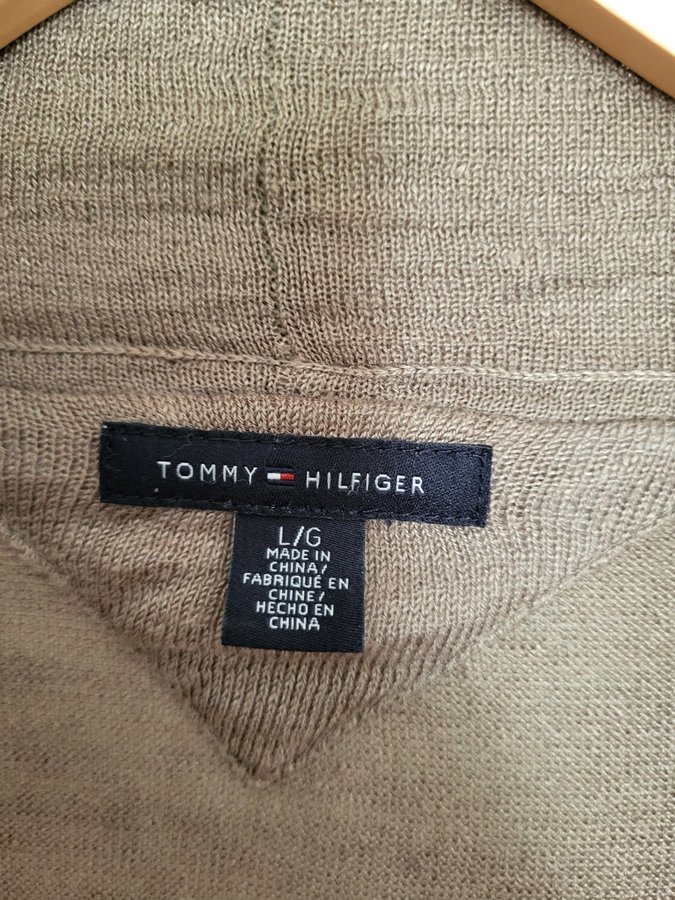 TOMMY HILFIGER
L/G
MADE IN
CHINA/
FABRIQUÉ EN
CHINE/
HECHO EN
CHINA